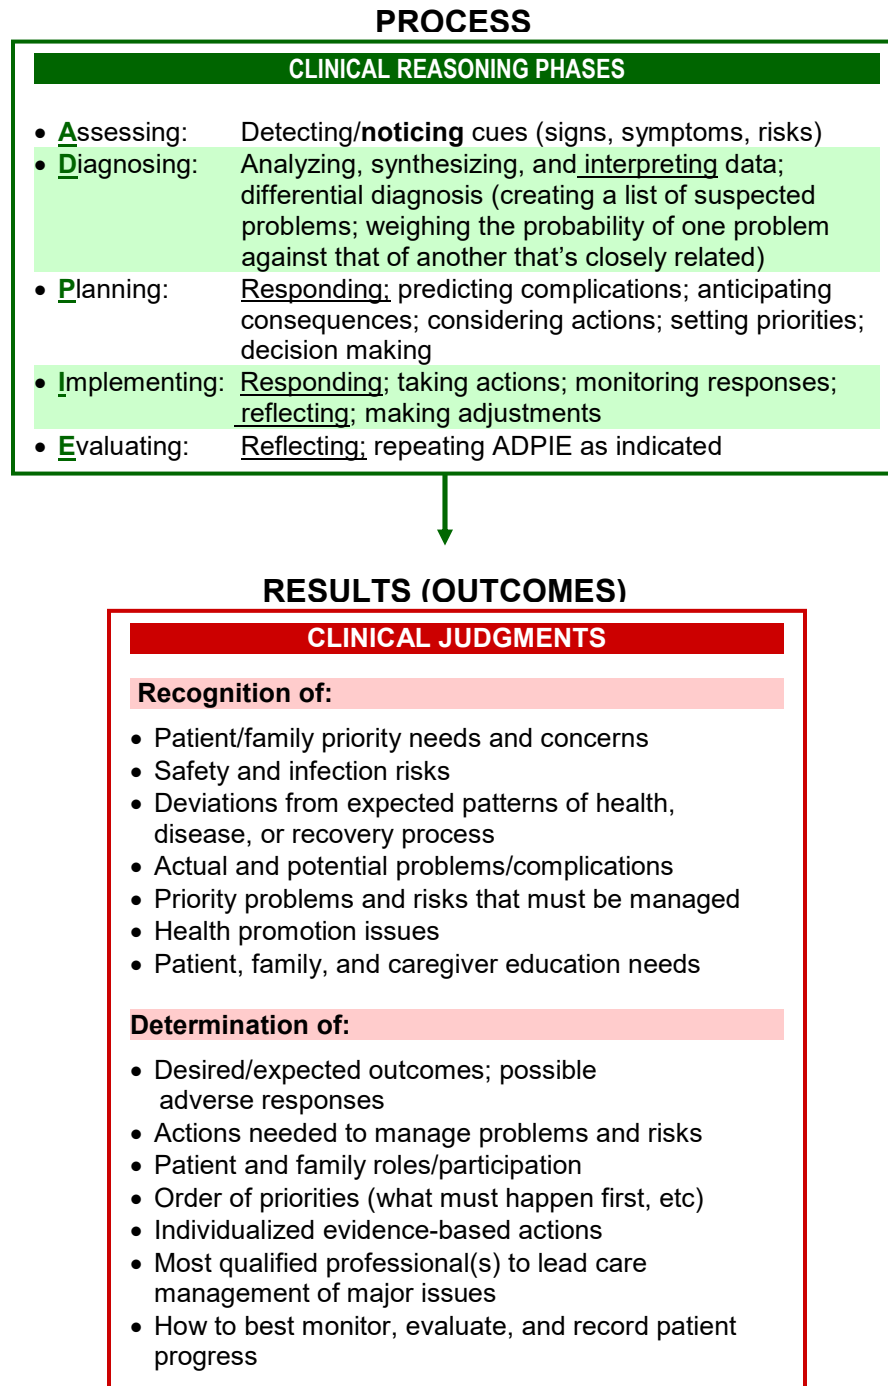 PROCESS
CLINICAL REASONING PHASES
• Assessing: Detecting/noticing cues (signs, symptoms, risks)
• Diagnosing: Analyzing, synthesizing, and interpreting data;
differential diagnosis (creating a list of suspected
problems; weighing the probability of one problem
against that of another that’s closely related)
• Planning: Responding; predicting complications; anticipating
consequences; considering actions; setting priorities;
decision making
• Implementing: Responding; taking actions; monitoring responses;
reflecting; making adjustments
• Evaluating: Reflecting; repeating ADPIE as indicated
RESULTS (OUTCOMES)
CLINICAL JUDGMENTS
Recognition of:
• Patient/family priority needs and concerns
• Safety and infection risks
• Deviations from expected patterns of health,
disease, or recovery process
• Actual and potential problems/complications
• Priority problems and risks that must be managed
• Health promotion issues
• Patient, family, and caregiver education needs
Determination of:
• Desired/expected outcomes; possible
adverse responses
• Actions needed to manage problems and risks
• Patient and family roles/participation
• Order of priorities (what must happen first, etc)
• Individualized evidence-based actions
• Most qualified professional(s) to lead care
management of major issues
• How to best monitor, evaluate, and record patient
progress